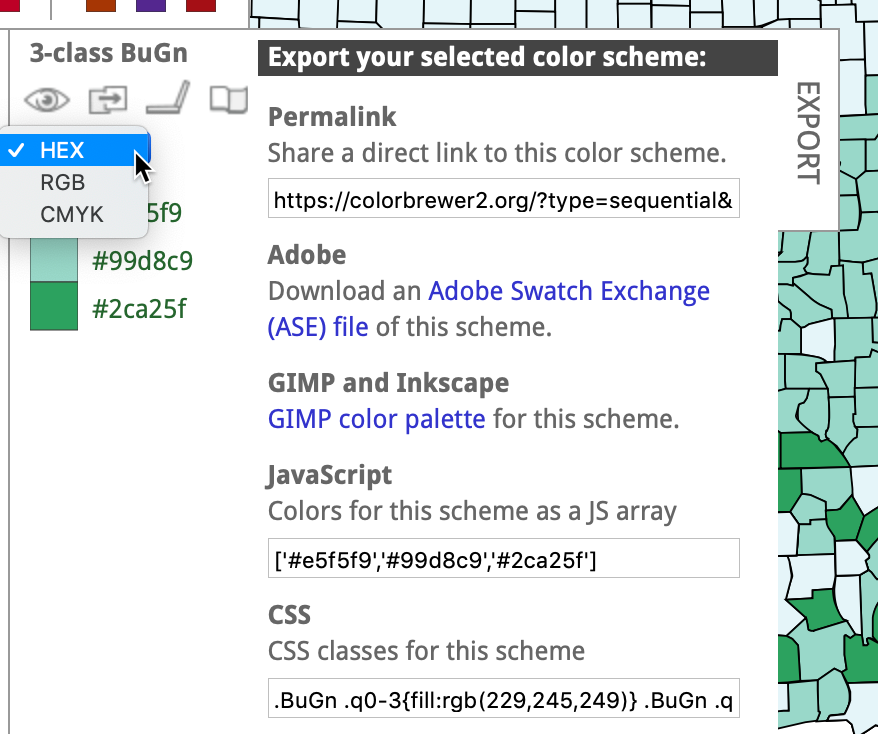 3-class BuGn
HEX
RGB
CMYK
5f9
#99d8c9
#2ca25f
Export your selected color scheme:
Permalink
Share a direct link to this color scheme.
https://colorbrewer2.org/?type=sequential&
Adobe
Download an Adobe Swatch Exchange
(ASE) file of this scheme.
GIMP and Inkscape
GIMP color palette for this scheme.
JavaScript
Colors for this scheme as a JS array
['#e5f5f9','#99d8c9','#2ca25f']
CSS
CSS classes for this scheme
.BuGn .q0-3{fill:rgb(229,245,249)} .BuGn .q
EXPORT